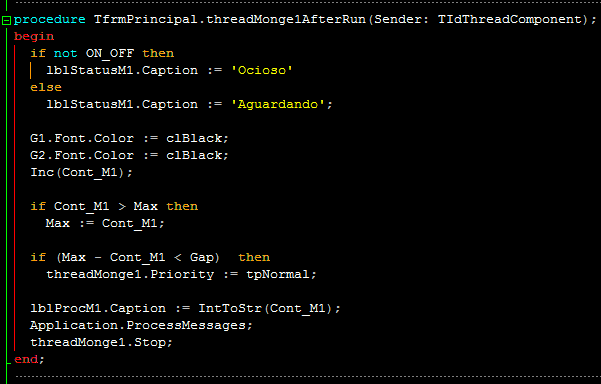 procedure TfrmPrincipal.threadMonge1AfterRun(Sender: TIdThreadComponent);
begin
if not ON_OFF then
lblStatusM1.Caption := 'Ocioso'
else
lblStatusM1.Caption := 'Aguardando';
G1.Font.Color := clBlack;
G2.Font.Color := clBlack;
Inc(Cont_M1);
if Cont_M1 > Max then
Max := Cont_M1;
if (Max - Cont_M1 < Gap)  then
threadMonge1.Priority := tpNormal;
lblProcM1.Caption := IntToStr(Cont_M1);
Application.ProcessMessages;
threadMonge1.Stop;
end;